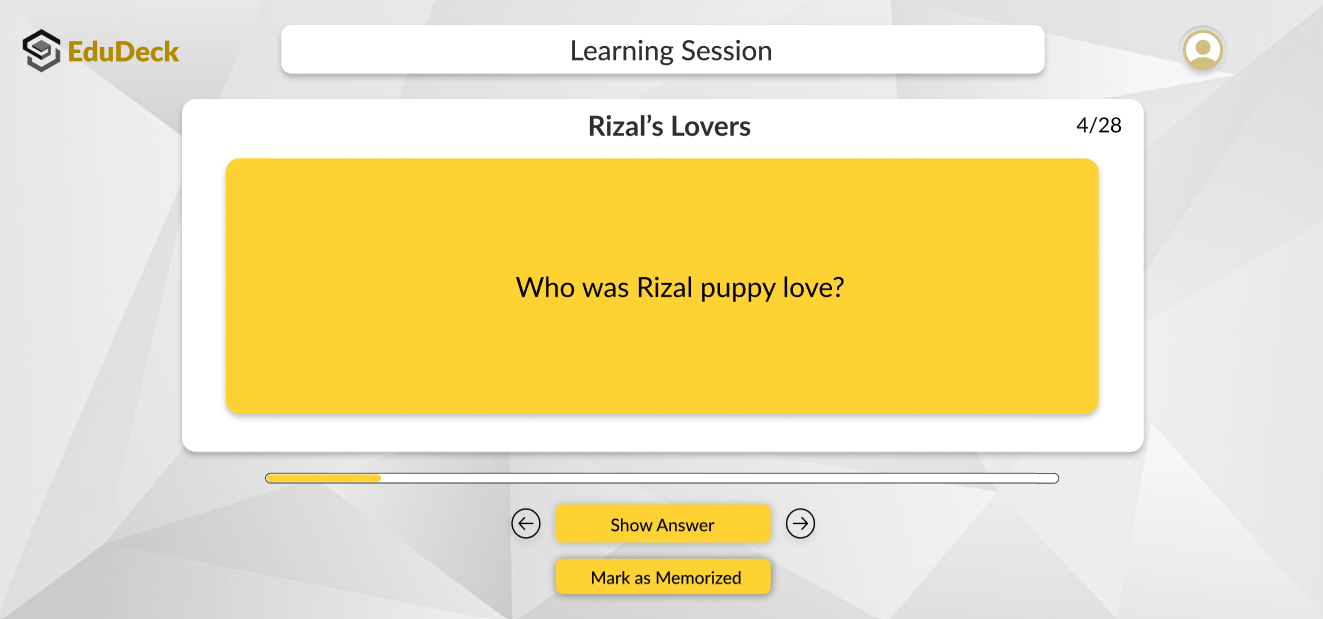 EduDeck
Learning Session
Rizal’s Lovers
4/28
Who was Rizal puppy love?
Show Answer
Mark as Memorized